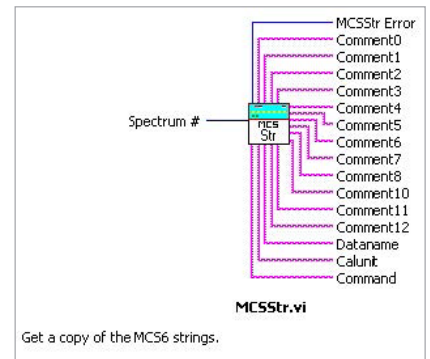 MCSStr Error
Comment0
Comment1
Comment2
Comment3
Comment4
Comment5
Comment6
Comment7
Comment8
Comment10
Comment11
Comment12
Dataname
Calunit
Command
Spectrum #
MCS
Str
MCSStr.vi
Get a copy of the MCS6 strings.